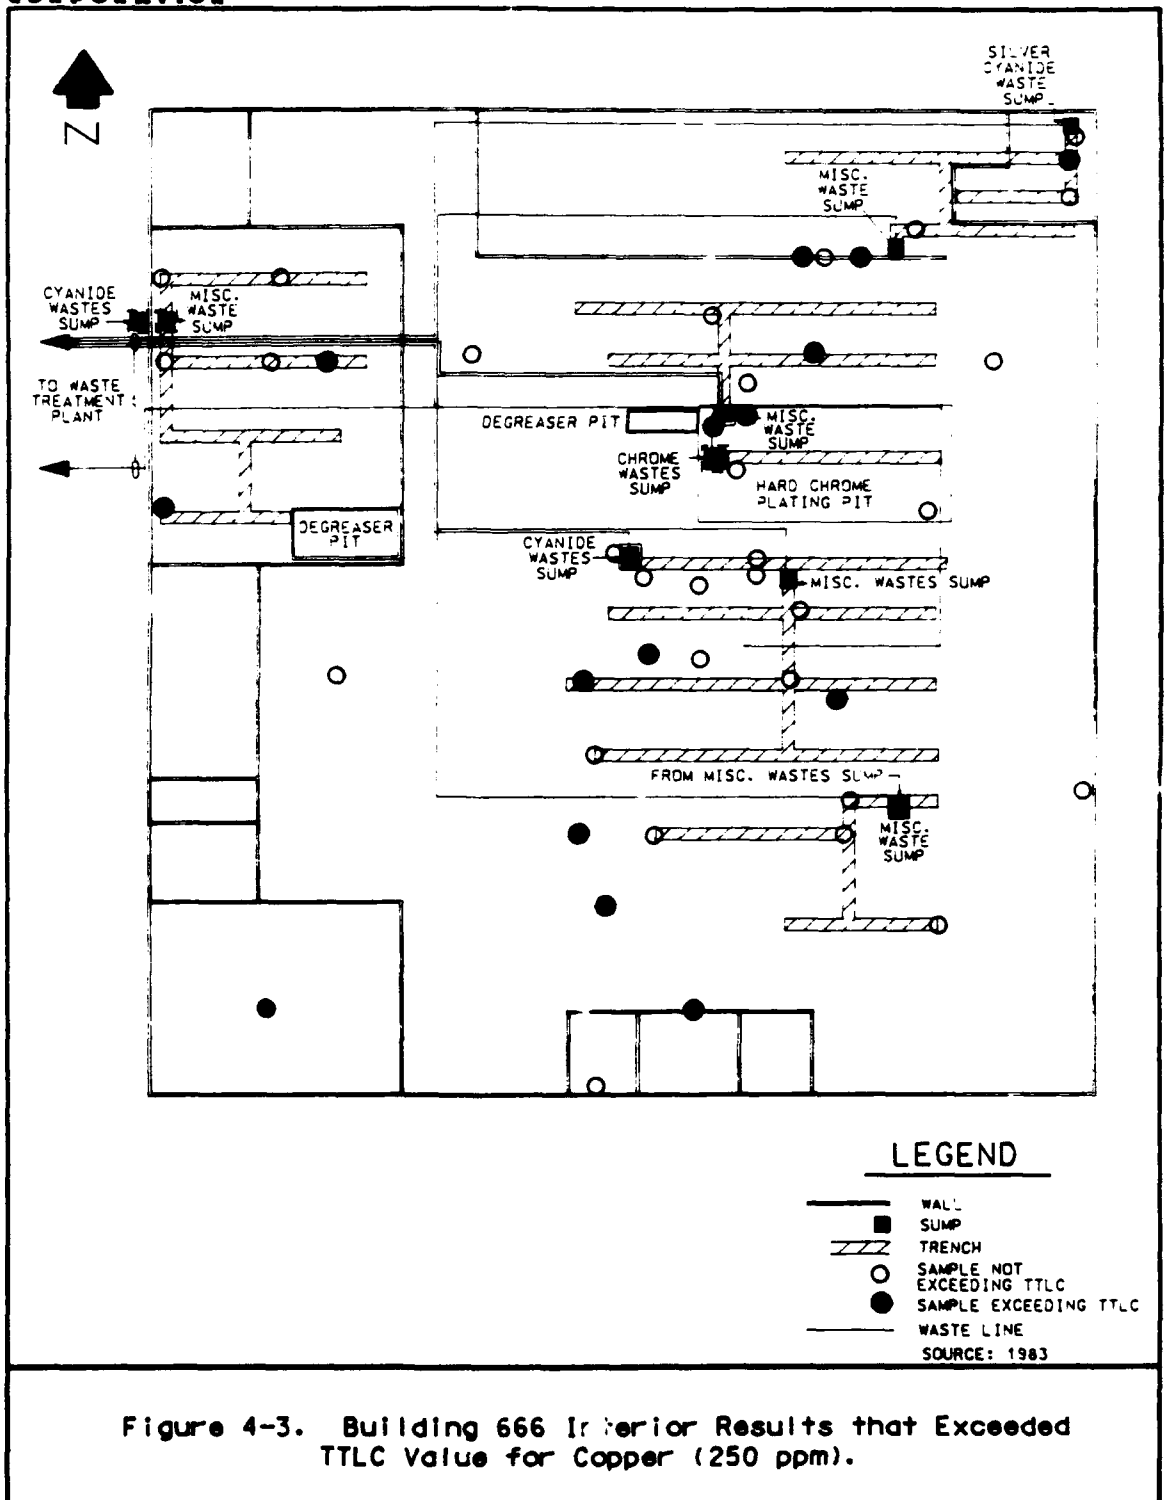 SILVER
CYANIDE
WASTE
SUMP
N
MISC.
WASTE
SUMP
CYANIDE
WASTES
SUMP
MISC.
WASTE
SUMP
TO WASTE
TREATMENT
PLANT
DEGREASER PIT
MISC.
WASTE
SUMP
CHROME
WASTES
SUMP
HARD CHROME
PLATING PIT
DEGREASER
PIT
CYANIDE
WASTES
SUMP
MISC. WASTES SUMP
FROM MISC. WASTES SUMP
MISC.
WASTE
SUMP
LEGEND
WALL
SUMP
TRENCH
SAMPLE NOT
EXCEEDING TTLC
SAMPLE EXCEEDING TTLC
WASTE LINE
SOURCE: 1983
Figure 4-3. Building 666 Interior Results that Exceeded
TTLC Value for Copper (250 ppm).